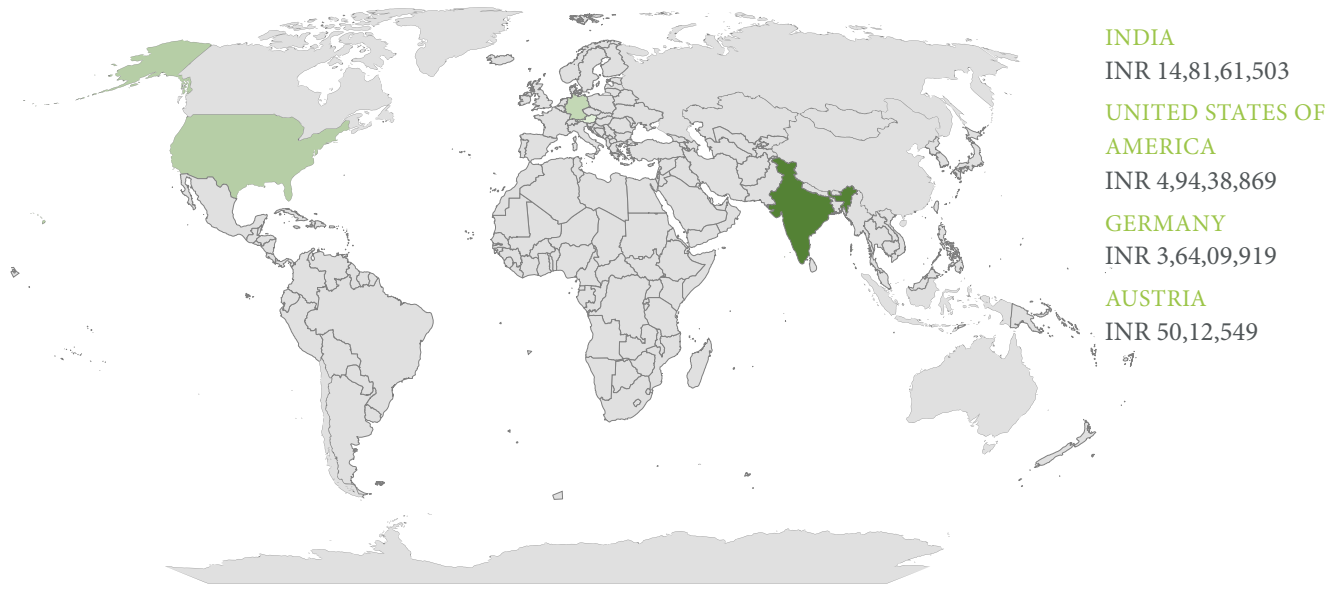 INDIA
INR 14,81,61,503
UNITED STATES OF
AMERICA
INR 4,94,38,869
GERMANY
INR 3,64,09,919
AUSTRIA
INR 50,12,549